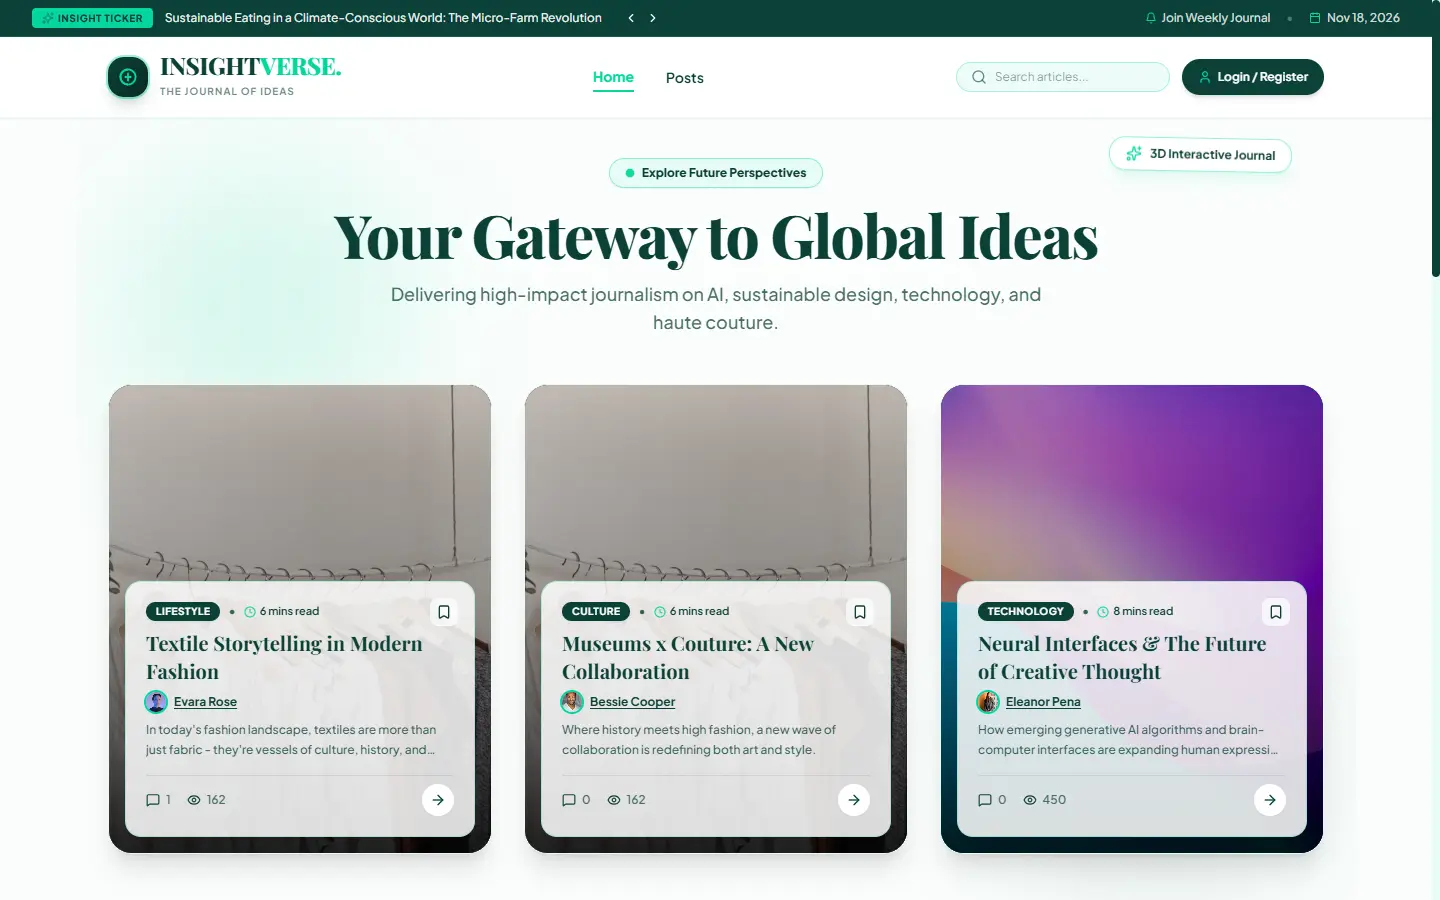 INSIGHT TICKER
Sustainable Eating in a Climate-Conscious World: The Micro-Farm Revolution
Join Weekly Journal
Nov 18, 2026
INSIGHTVERSE.
THE JOURNAL OF IDEAS
Home
Posts
Search articles...
Login / Register
3D Interactive Journal
Explore Future Perspectives
Your Gateway to Global Ideas
Delivering high-impact journalism on AI, sustainable design, technology, and
haute couture.
LIFESTYLE
6 mins read
Textile Storytelling in Modern
Fashion
Evara Rose
In today's fashion landscape, textiles are more than
just fabric - they're vessels of culture, history, and...
1
162
CULTURE
6 mins read
Museums x Couture: A New
Collaboration
Bessie Cooper
Where history meets high fashion, a new wave of
collaboration is redefining both art and style.
0
162
TECHNOLOGY
8 mins read
Neural Interfaces & The Future
of Creative Thought
Eleanor Pena
How emerging generative AI algorithms and brain-
computer interfaces are expanding human expressi...
0
450